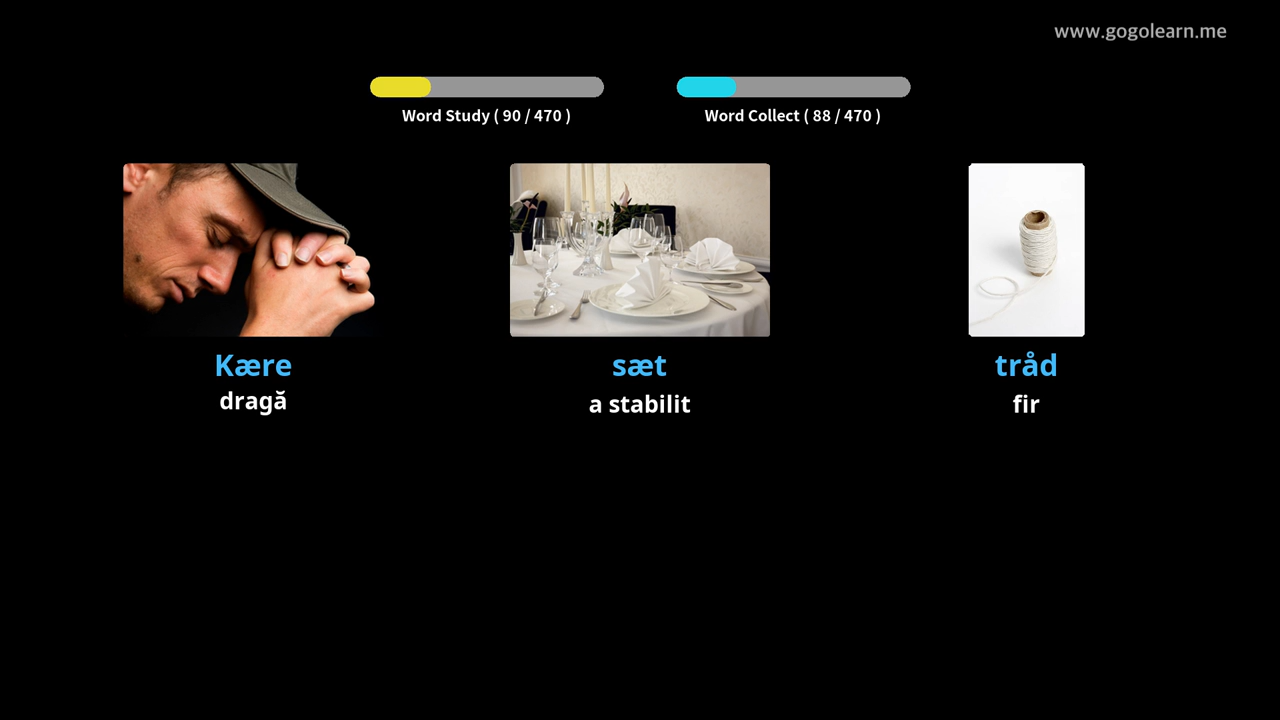 www.gogolearn.me
Word Study ( 90 / 470 )
Word Collect ( 88 / 470 )
Kære
dragă
sæt
a stabilit
tråd
fir